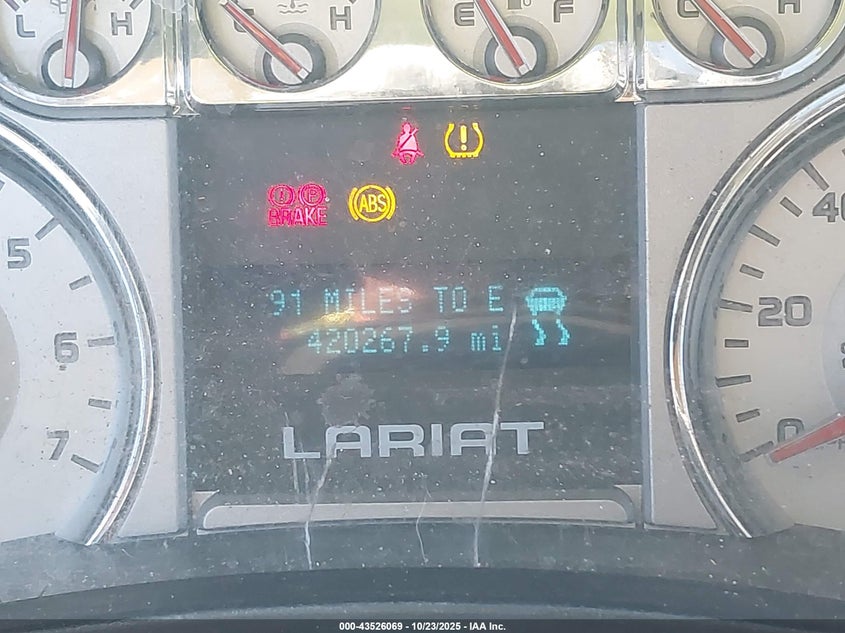 L H C H E F C H
BRAKE ABS
5
6
7
40
20
0
91 MILES TO E
420267.9 mi
LARIAT
000-43526069 - 10/23/2025 - IAA Inc.